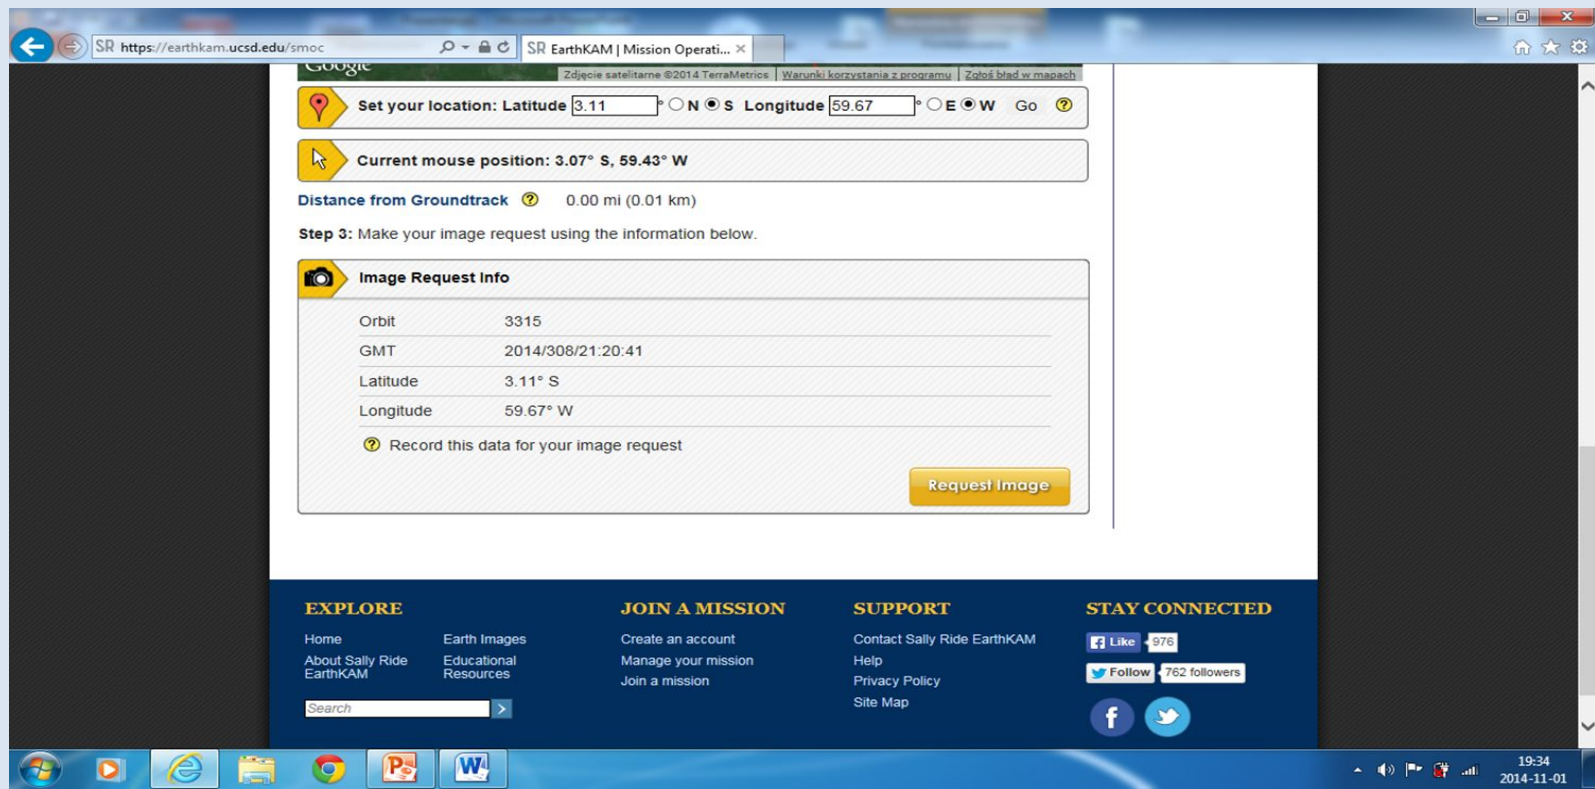 SR https://earthkam.ucsd.edu/smoc
SR EarthKAM | Mission Operati... ×
Google
Zdjęcie satelitarne ©2014 TerraMetrics Warunki korzystania z programu Zgłoś błąd w mapach
Set your location: Latitude 3.11 ° N S Longitude 59.67 ° E W Go ?
Current mouse position: 3.07° S, 59.43° W
Distance from Groundtrack ? 0.00 mi (0.01 km)
Step 3: Make your image request using the information below.
Image Request Info
Orbit 3315
GMT 2014/308/21:20:41
Latitude 3.11° S
Longitude 59.67° W
? Record this data for your image request
Request Image
EXPLORE JOIN A MISSION SUPPORT STAY CONNECTED
Home Earth Images Create an account Contact Sally Ride EarthKAM Like 976
About Sally Ride EarthKAM Educational Resources Manage your mission Help
Join a mission Privacy Policy Follow 762 followers
Search Site Map
19:34
2014-11-01